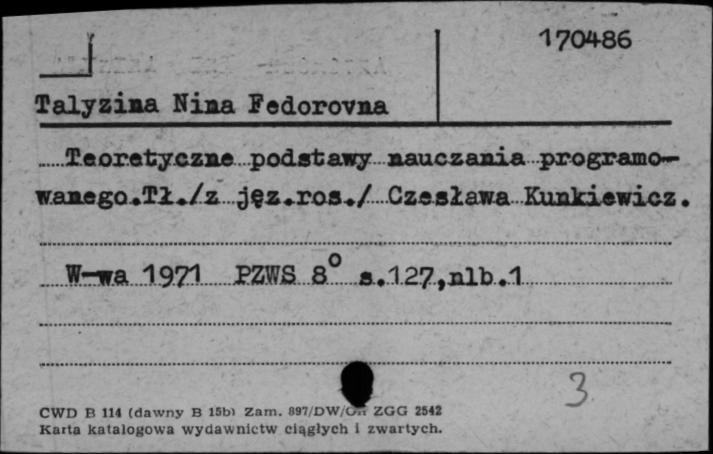 170486
Talyzina Nina Fedorovna
Teoretyczne podstawy nauczania programo-
wanego.Tł./z jęz.ros./ Czesława Kunkiewicz.
W-wa 1971 PZWS 8° s.127,nlb.1
3
CWD B 114 (dawny B 15b) Zam. 897/DW/ ZGG 2542
Karta katalogowa wydawnictw ciągłych i zwartych.